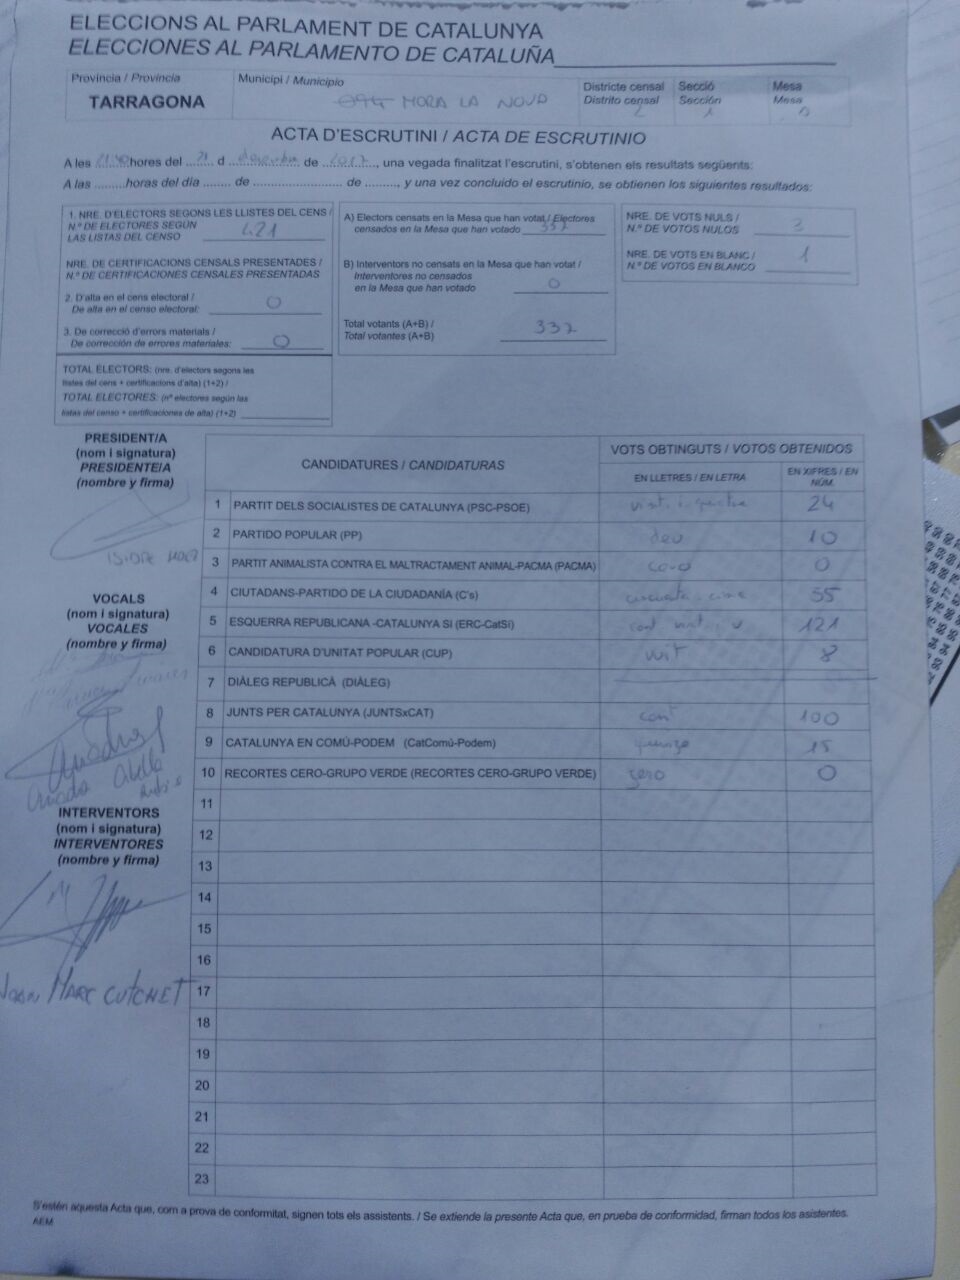 ELECCIONS AL PARLAMENT DE CATALUNYA
ELECCIONES AL PARLAMENTO DE CATALUÑA
Província / Provincia
TARRAGONA
Municipi / Municipio
094 MORA LA NOVA
Districte censal
Distrito censal
2
Secció
Sección
1
Mesa
Mesa
ACTA D'ESCRUTINI / ACTA DE ESCRUTINIO
A les hores del 21 d desembre de 2017, una vegada finalitzat l'escrutini, s'obtenen els resultats següents:
A las .........horas del día ....... de ....................... de ........., y una vez concluido el escrutinio, se obtienen los siguientes resultados:
1. NRE. D'ELECTORS SEGONS LES LLISTES DEL CENS /
N.º DE ELECTORES SEGÚN
LAS LISTAS DEL CENSO 421
NRE. DE CERTIFICACIONS CENSALS PRESENTADES /
N.º DE CERTIFICACIONES CENSALES PRESENTADAS
2. D'alta en el cens electoral /
De alta en el censo electoral: 0
3. De correcció d'errors materials /
De corrección de errores materiales: 0
TOTAL ELECTORS: (nre. d'electors segons les
llistes del cens + certificacions d'alta) (1+2) /
TOTAL ELECTORES: (nº electores según las
listas del censo + certificaciones de alta) (1+2)
A) Electors censats en la Mesa que han votat / Electores
censados en la Mesa que han votado 337
B) Interventors no censats en la Mesa que han votat /
Interventores no censados
en la Mesa que han votado 0
Total votants (A+B) /
Total votantes (A+B) 337
NRE. DE VOTS NULS /
N.º DE VOTOS NULOS 3
NRE. DE VOTS EN BLANC /
N.º DE VOTOS EN BLANCO 1
PRESIDENT/A
(nom i signatura)
PRESIDENTE/A
(nombre y firma)
VOCALS
(nom i signatura)
VOCALES
(nombre y firma)
INTERVENTORS
(nom i signatura)
INTERVENTORES
(nombre y firma)
JOAN MARC CUTCHET
CANDIDATURES / CANDIDATURAS
VOTS OBTINGUTS / VOTOS OBTENIDOS
EN LLETRES / EN LETRA
EN XIFRES / EN NÚM.
1 PARTIT DELS SOCIALISTES DE CATALUNYA (PSC-PSOE) vint i quatre 24
2 PARTIDO POPULAR (PP) deu 10
3 PARTIT ANIMALISTA CONTRA EL MALTRACTAMENT ANIMAL-PACMA (PACMA) 0
4 CIUTADANS-PARTIDO DE LA CIUDADANÍA (C's) 55
5 ESQUERRA REPUBLICANA -CATALUNYA SI (ERC-CatSí) cent vint i u 121
6 CANDIDATURA D'UNITAT POPULAR (CUP) vuit 8
7 DIÀLEG REPUBLICÀ (DIÀLEG)
8 JUNTS PER CATALUNYA (JUNTSxCAT) cent 100
9 CATALUNYA EN COMÚ-PODEM (CatComú-Podem) quinze 15
10 RECORTES CERO-GRUPO VERDE (RECORTES CERO-GRUPO VERDE) zero 0
11
12
13
14
15
16
17
18
19
20
21
22
23
S'estén aquesta Acta que, com a prova de conformitat, signen tots els assistents. / Se extiende la presente Acta que, en prueba de conformidad, firman todos los asistentes.
AEM